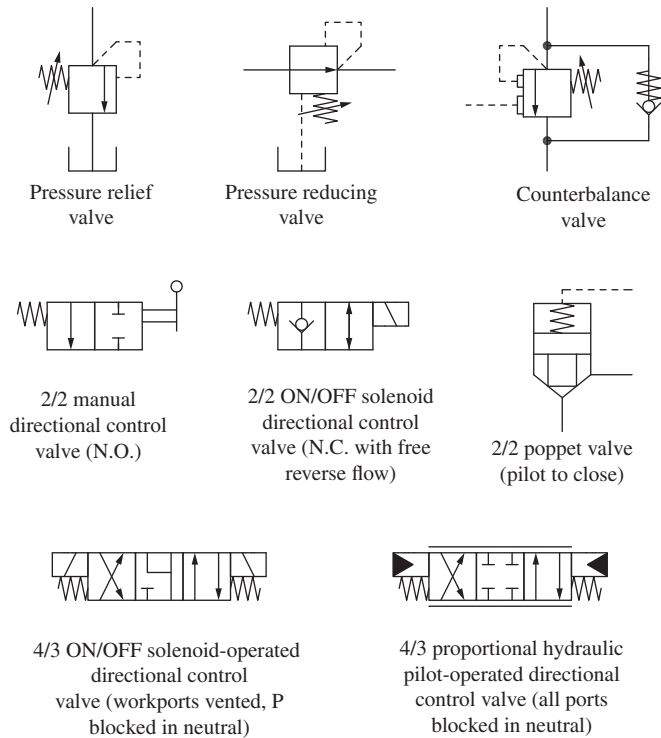 Pressure relief
valve
Pressure reducing
valve
Counterbalance
valve
2/2 manual
directional control
valve (N.O.)
2/2 ON/OFF solenoid
directional control
valve (N.C. with free
reverse flow)
2/2 poppet valve
(pilot to close)
4/3 ON/OFF solenoid-operated
directional control
valve (workports vented, P
blocked in neutral)
4/3 proportional hydraulic
pilot-operated directional
control valve (all ports
blocked in neutral)